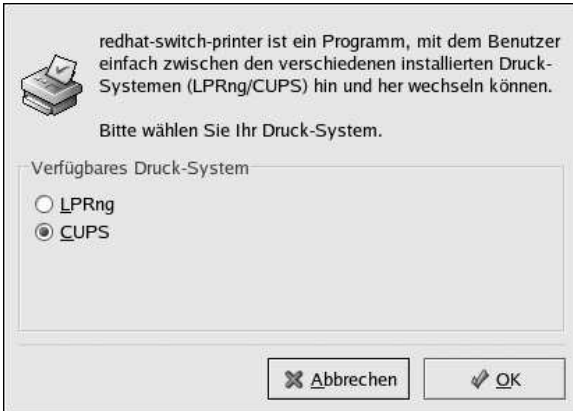 redhat-switch-printer ist ein Programm, mit dem Benutzer
einfach zwischen den verschiedenen installierten Druck-
Systemen (LPRng/CUPS) hin und her wechseln können.
Bitte wählen Sie Ihr Druck-System.
Verfügbares Druck-System
LPRng
CUPS
Abbrechen
OK